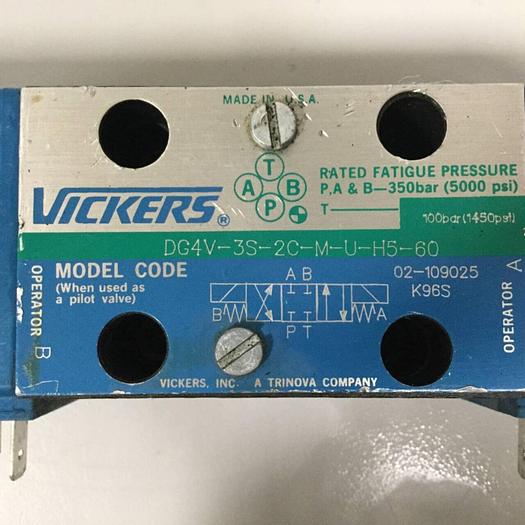 MADE IN U.S.A.
T
A B
P
RATED FATIGUE PRESSURE
P.A & B—350bar (5000 psi)
T— 100bar(1450psi)
VICKERS®
DG4V-3S-2C-M-U-H5-60
MODEL CODE
(When used as
a pilot valve)
02-109025
K96S
A B
B A
P T
OPERATOR B
OPERATOR A
VICKERS, INC. A TRINOVA COMPANY